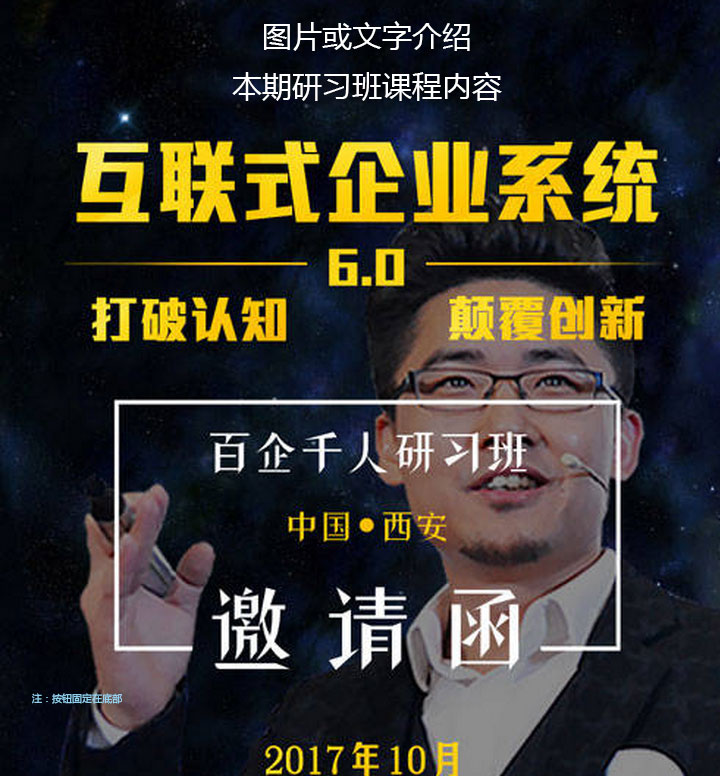 图片或文字介绍
本期研习班课程内容
互联式企业系统
6.0
打破认知 颠覆创新
百企千人研习班
中国•西安
邀请函
注：按钮固定在底部
2017年10月